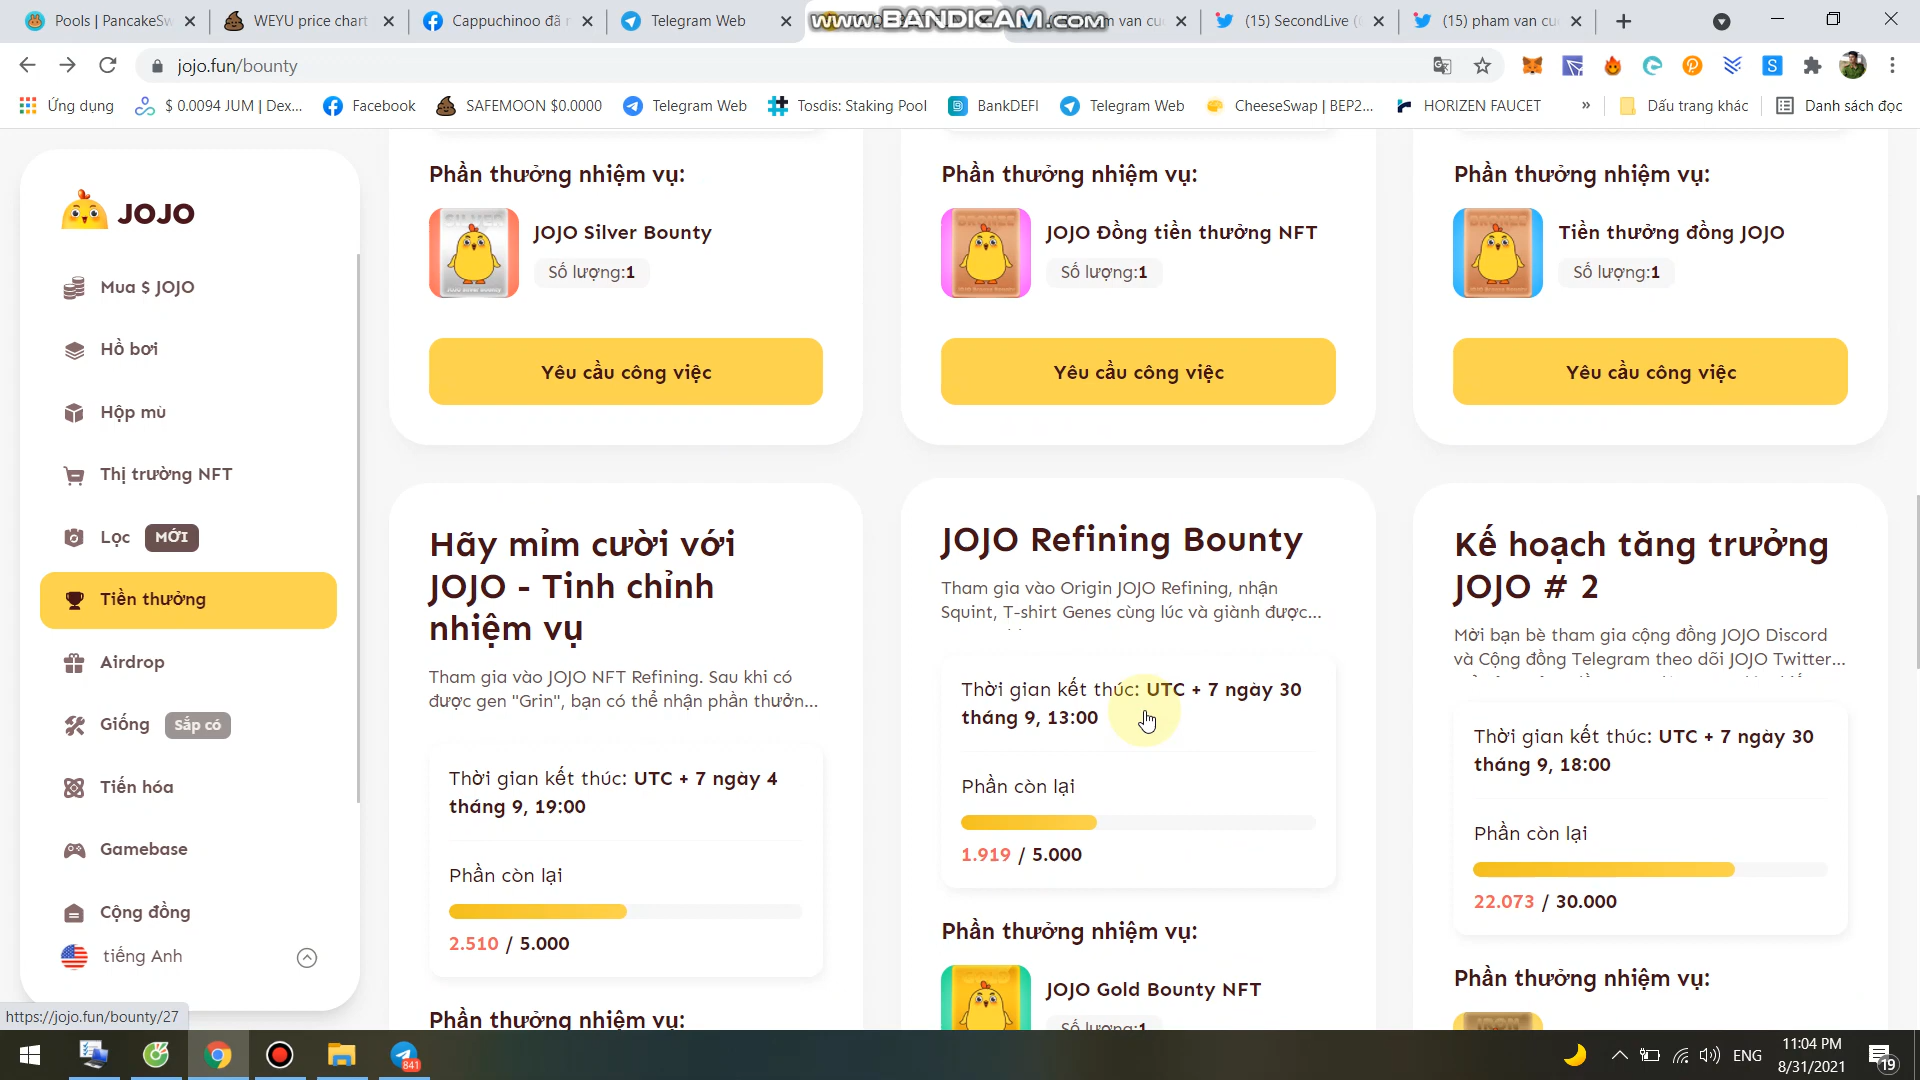 Pools | PancakeSw
WEYU price chart
Cappuchinoo đã r
Telegram Web
www.BANDICAM.com
m van cuo
(15) SecondLive (
(15) pham van cu
jojo.fun/bounty
Ứng dụng
$ 0.0094 JUM | Dex...
Facebook
SAFEMOON $0.0000
Telegram Web
Tosdis: Staking Pool
BankDEFI
Telegram Web
CheeseSwap | BEP2...
HORIZEN FAUCET
»
Dấu trang khác
Danh sách đọc
JOJO
Mua $ JOJO
Hồ bơi
Hộp mù
Thị trường NFT
Lọc MỚI
Tiền thưởng
Airdrop
Giống Sắp có
Tiến hóa
Gamebase
Cộng đồng
tiếng Anh
https://jojo.fun/bounty/27
Phần thưởng nhiệm vụ:
JOJO Silver Bounty
Số lượng:1
Yêu cầu công việc
Phần thưởng nhiệm vụ:
JOJO Đồng tiền thưởng NFT
Số lượng:1
Yêu cầu công việc
Phần thưởng nhiệm vụ:
Tiền thưởng đồng JOJO
Số lượng:1
Yêu cầu công việc
Hãy mỉm cười với
JOJO - Tinh chỉnh
nhiệm vụ
Tham gia vào JOJO NFT Refining. Sau khi có
được gen "Grin", bạn có thể nhận phần thưởn...
Thời gian kết thúc: UTC + 7 ngày 4
tháng 9, 19:00
Phần còn lại
2.510 / 5.000
Phần thưởng nhiệm vụ:
JOJO Refining Bounty
Tham gia vào Origin JOJO Refining, nhận
Squint, T-shirt Genes cùng lúc và giành được...
Thời gian kết thúc: UTC + 7 ngày 30
tháng 9, 13:00
Phần còn lại
1.919 / 5.000
Phần thưởng nhiệm vụ:
JOJO Gold Bounty NFT
Số lượng:1
Kế hoạch tăng trưởng
JOJO # 2
Mời bạn bè tham gia cộng đồng JOJO Discord
và Cộng đồng Telegram theo dõi JOJO Twitter...
Thời gian kết thúc: UTC + 7 ngày 30
tháng 9, 18:00
Phần còn lại
22.073 / 30.000
Phần thưởng nhiệm vụ:
841
ENG
11:04 PM
8/31/2021
19